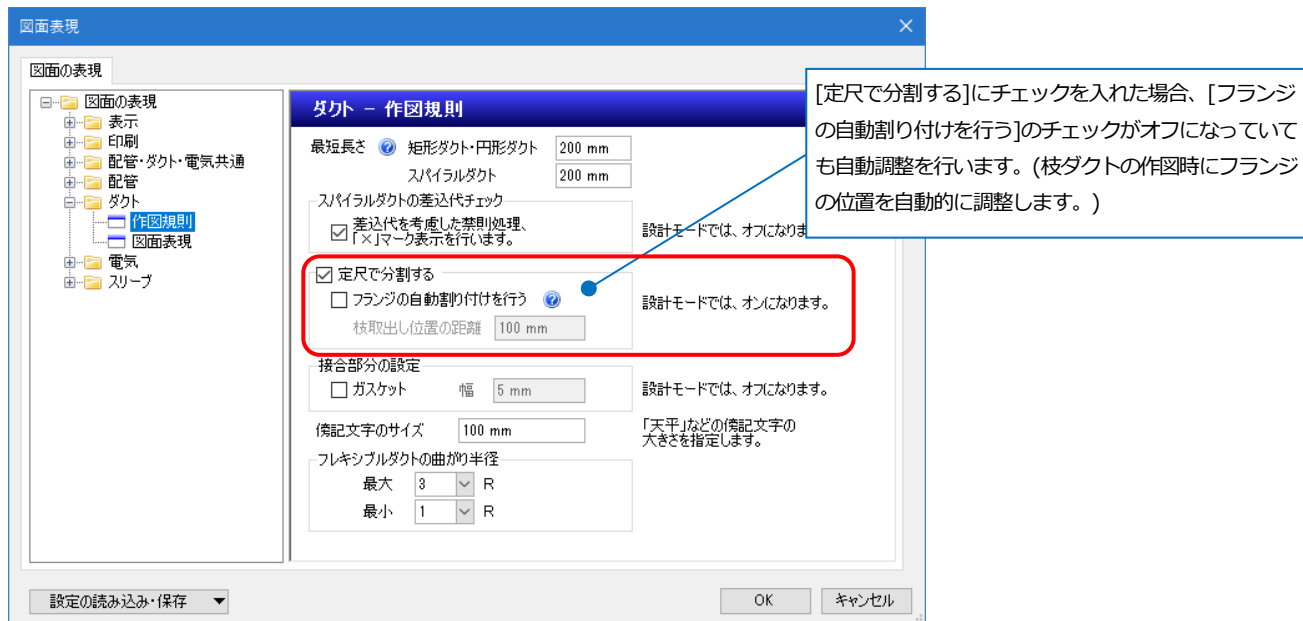 図面表現
図面の表現
図面の表現
表示
印刷
配管・ダクト・電気共通
配管
ダクト
作図規則
図面表現
電気
スリーブ
ダクト － 作図規則
最短長さ 矩形ダクト・円形ダクト 200 mm
スパイラルダクト 200 mm
スパイラルダクトの差込代チェック
差込代を考慮した禁則処理、
「×」マーク表示を行います。
設計モードでは、オフになりま
定尺で分割する
フランジの自動割り付けを行う
設計モードでは、オンになります。
枝取出し位置の距離 100 mm
接合部分の設定
ガスケット 幅 5 mm
設計モードでは、オフになります。
傍記文字のサイズ 100 mm
「天平」などの傍記文字の
大きさを指定します。
フレキシブルダクトの曲がり半径
最大 3 R
最小 1 R
設定の読み込み・保存
OK
キャンセル
[定尺で分割する]にチェックを入れた場合、[フランジ
の自動割り付けを行う]のチェックがオフになっていて
も自動調整を行います。(枝ダクトの作図時にフランジ
の位置を自動的に調整します。)